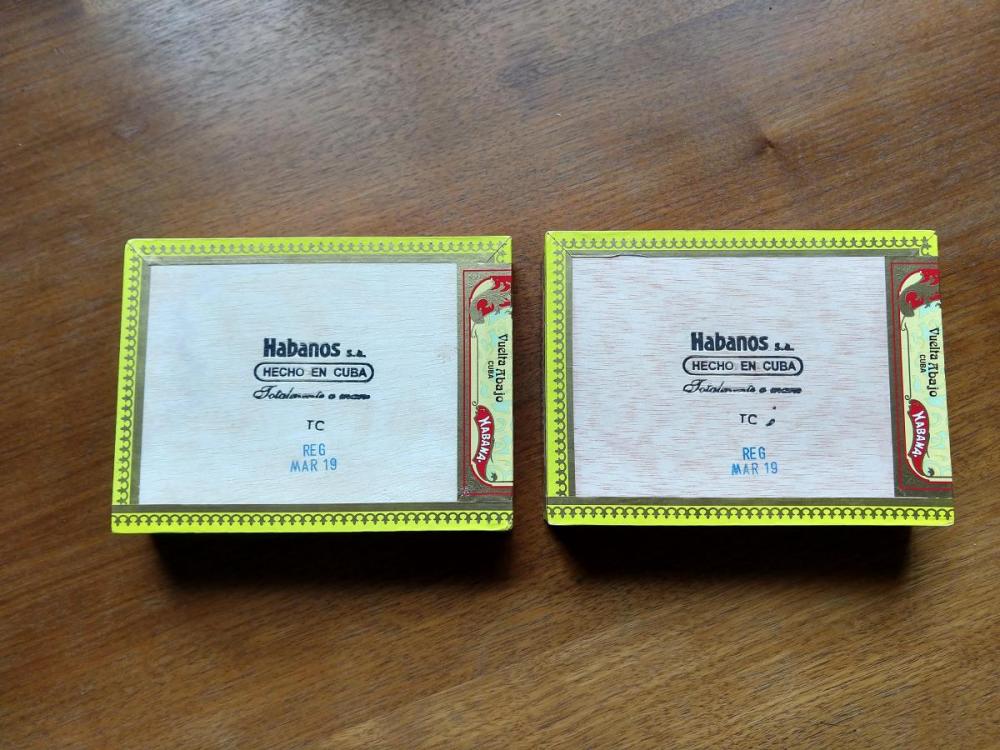 Habanos s.a.
HECHO EN CUBA
Totalmente a mano
TC
REG
MAR 19
Vuelta Abajo
CUBA
HABANA.
Habanos s.a.
HECHO EN CUBA
Totalmente a mano
TC
REG
MAR 19
Vuelta Abajo
CUBA
HABANA.